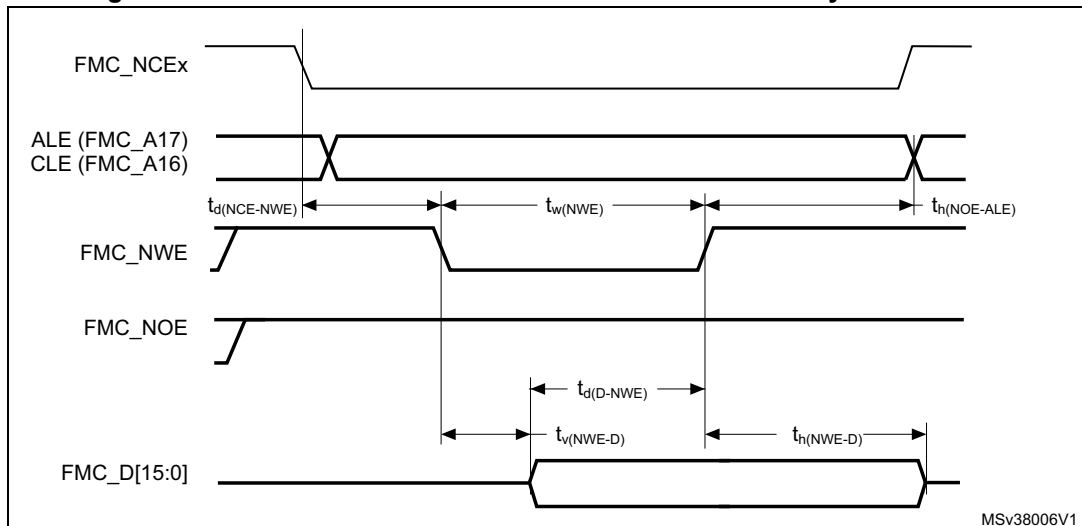 FMC_NCEx
ALE (FMC_A17)
CLE (FMC_A16)
td(NCE-NWE)
tw(NWE)
th(NOE-ALE)
FMC_NWE
FMC_NOE
td(D-NWE)
tv(NWE-D)
th(NWE-D)
FMC_D[15:0]
MSv38006V1